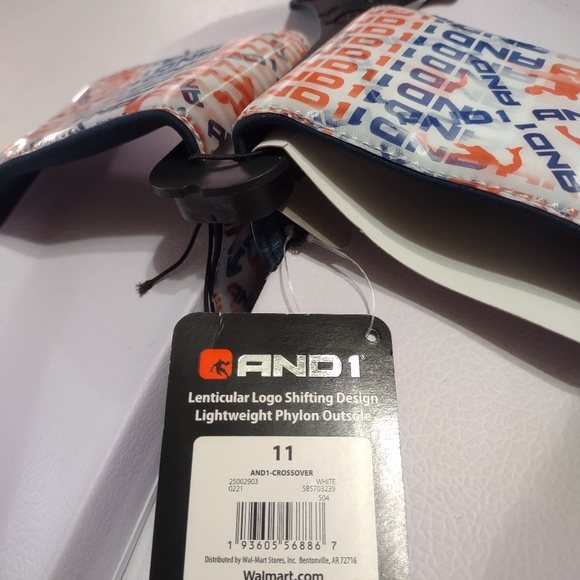 AND1
Lenticular Logo Shifting Design
Lightweight Phylon Outsole
11
AND1-CROSSOVER
25002903 WHITE
0221 585703239
S04
1 93605 56886 7
Distributed by Wal-Mart Stores, Inc. Bentonville, AR 72716
Walmart.com